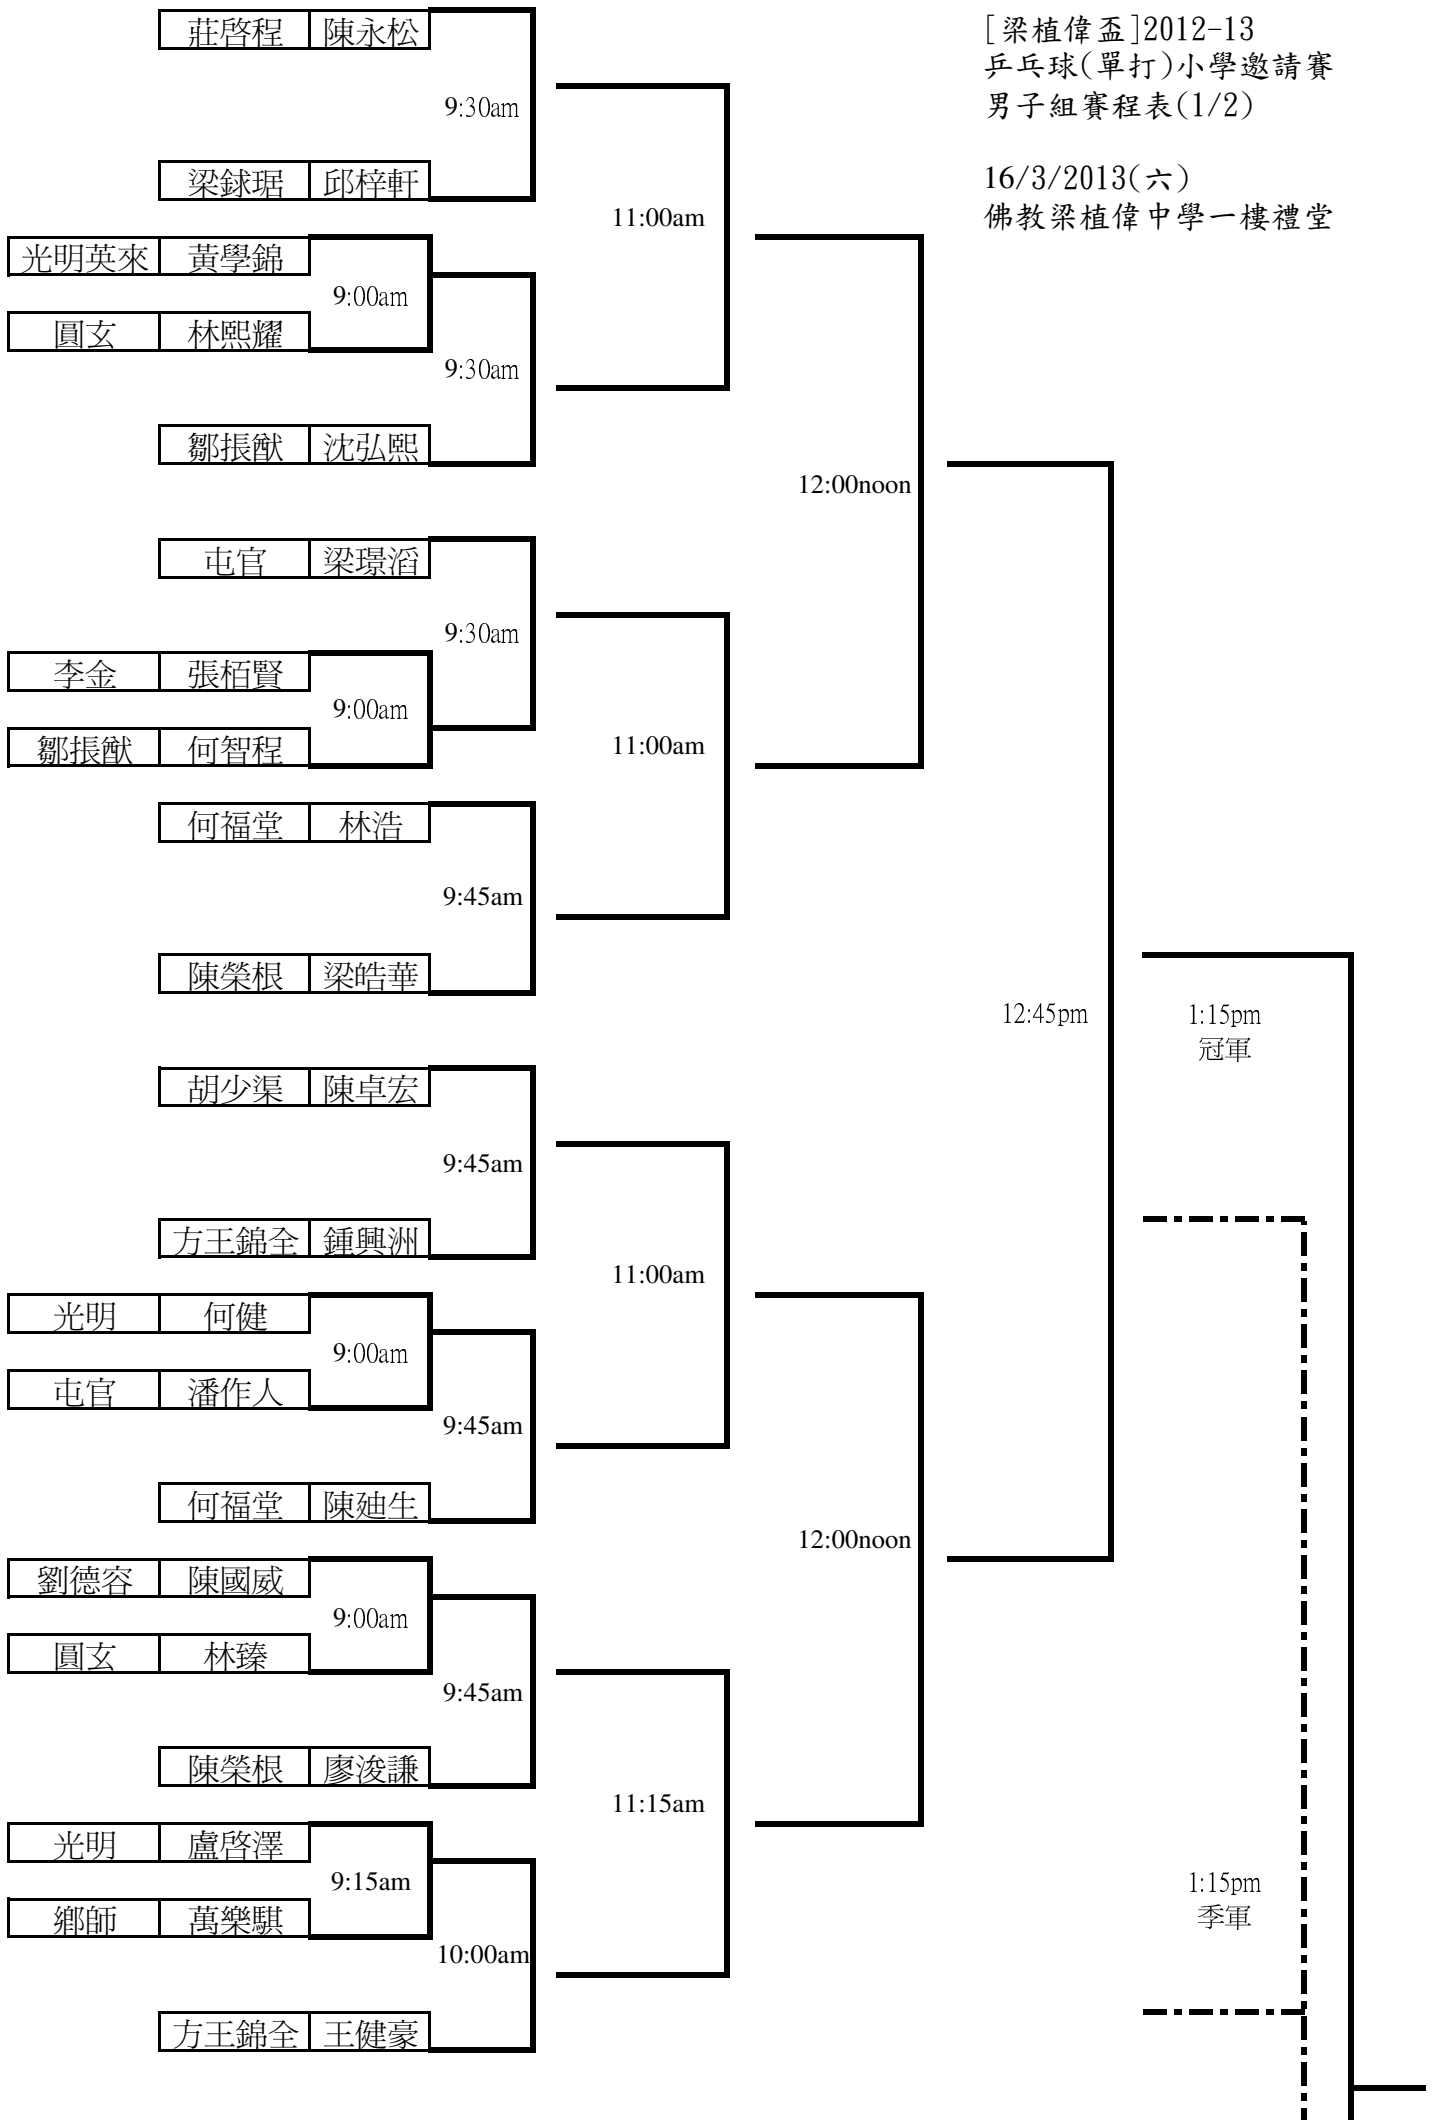 [梁植偉盃]2012-13
乒乓球(單打)小學邀請賽
男子組賽程表(1/2)
16/3/2013(六)
佛教梁植偉中學一樓禮堂
莊啓程 陳永松
9:30am
梁銶琚 邱梓軒
11:00am
光明英來 黃學錦
9:00am
圓玄 林熙耀
9:30am
鄒振猷 沈弘熙
12:00noon
屯官 梁璟滔
9:30am
李金 張栢賢
9:00am
鄒振猷 何智程
11:00am
何福堂 林浩
9:45am
陳榮根 梁皓華
12:45pm
1:15pm
冠軍
胡少渠 陳卓宏
9:45am
方王錦全 鍾興洲
11:00am
光明 何健
9:00am
屯官 潘作人
9:45am
何福堂 陳廸生
12:00noon
劉德容 陳國威
9:00am
圓玄 林臻
9:45am
陳榮根 廖浚謙
11:15am
光明 盧啓澤
9:15am
1:15pm
季軍
鄉師 萬樂騏
10:00am
方王錦全 王健豪